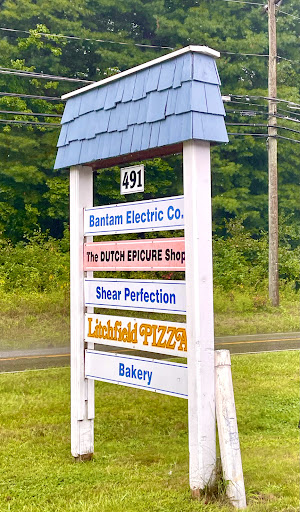 491
Bantam Electric Co.
The DUTCH EPICURE Shop
Shear Perfection
Litchfield PIZZA
Bakery